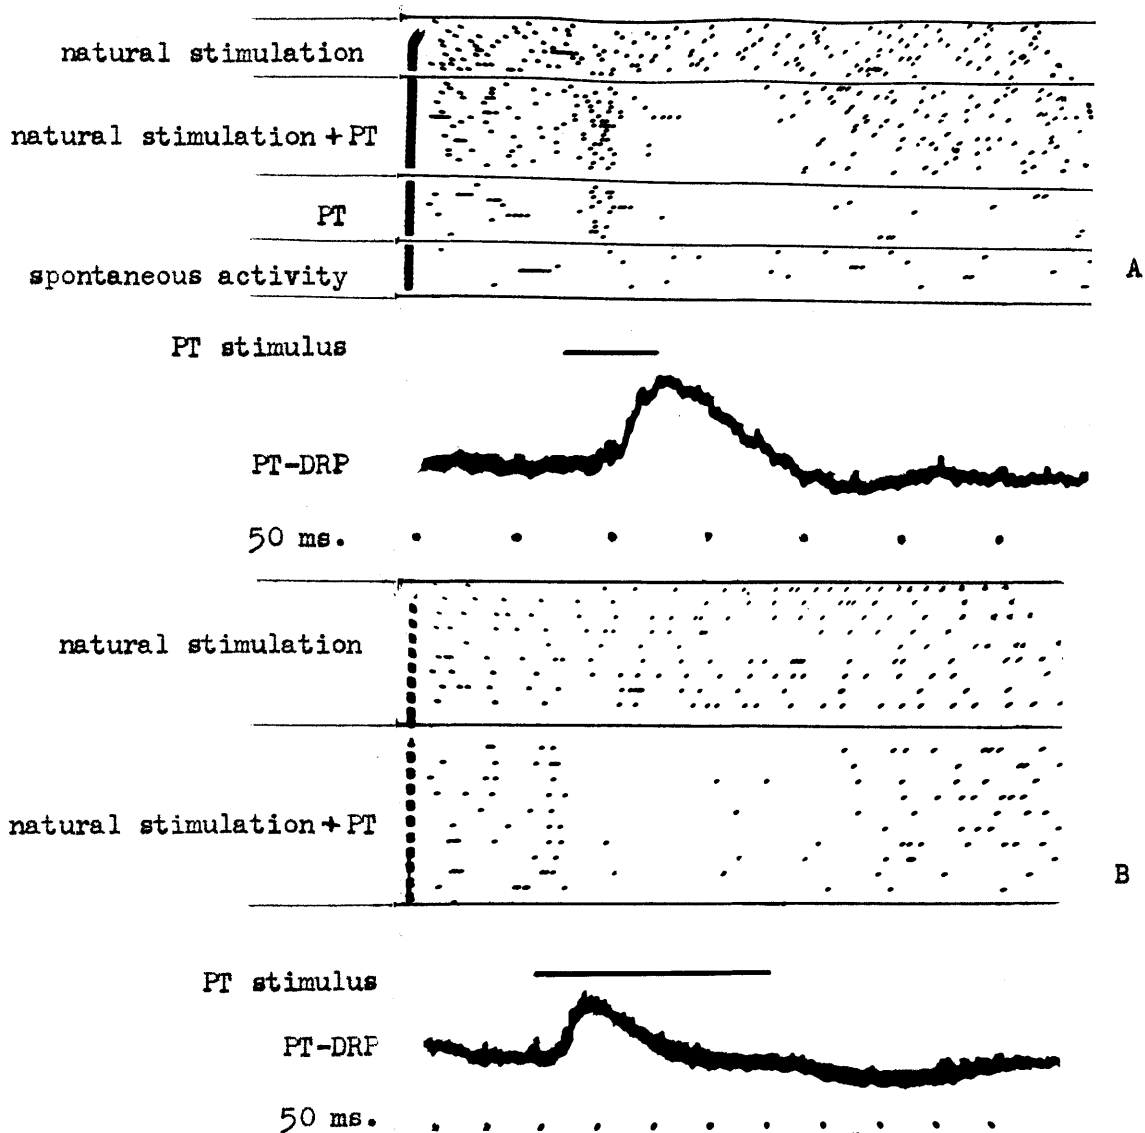 natural stimulation
natural stimulation + PT
PT
spontaneous activity
A
PT stimulus
PT-DRP
50 ms.
natural stimulation
natural stimulation + PT
B
PT stimulus
PT-DRP
50 ms.